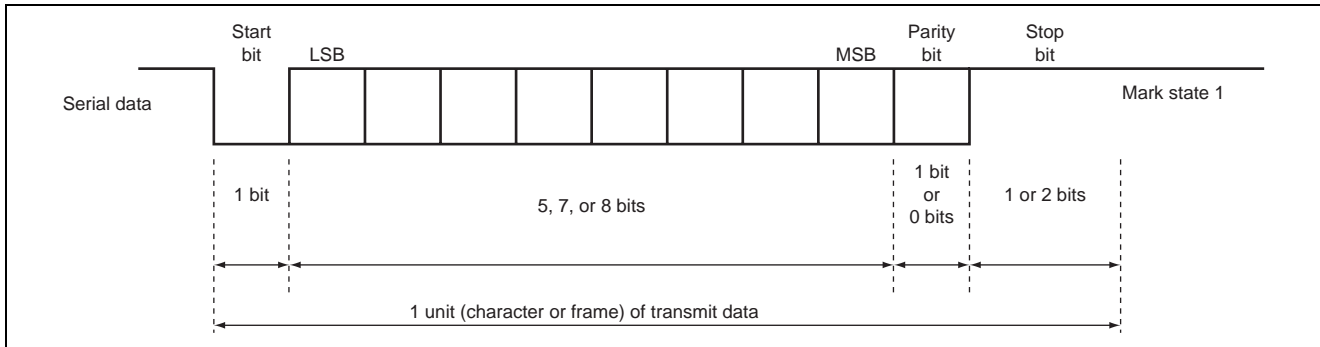 Start
bit
LSB
MSB
Parity
bit
Stop
bit
Serial data
Mark state 1
1 bit
5, 7, or 8 bits
1 bit
or
0 bits
1 or 2 bits
1 unit (character or frame) of transmit data